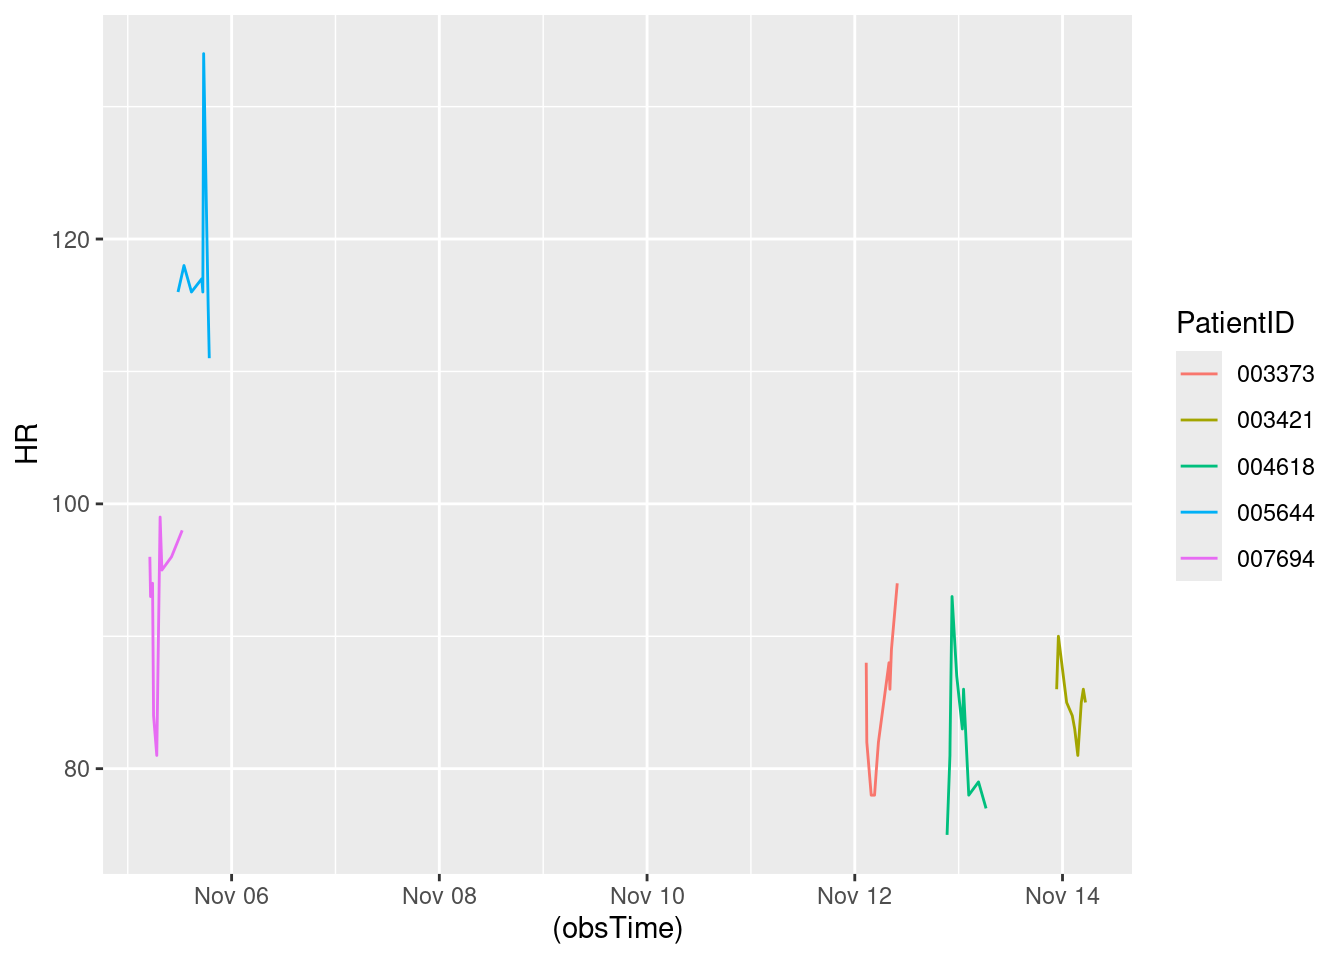 120
100
80
HR
Nov 06
Nov 08
Nov 10
Nov 12
Nov 14
(obsTime)
PatientID
003373
003421
004618
005644
007694